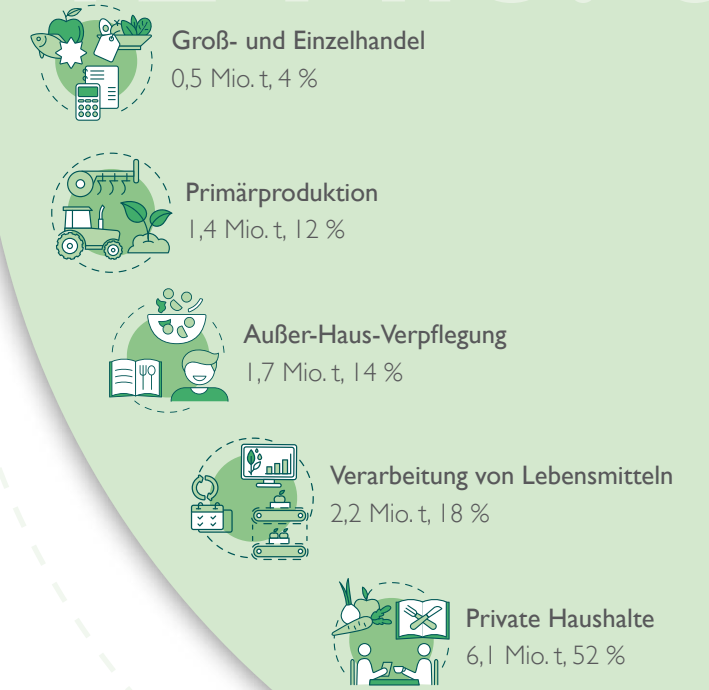 Groß- und Einzelhandel
0,5 Mio. t, 4 %
Primärproduktion
1,4 Mio. t, 12 %
Außer-Haus-Verpflegung
1,7 Mio. t, 14 %
Verarbeitung von Lebensmitteln
2,2 Mio. t, 18 %
Private Haushalte
6,1 Mio. t, 52 %